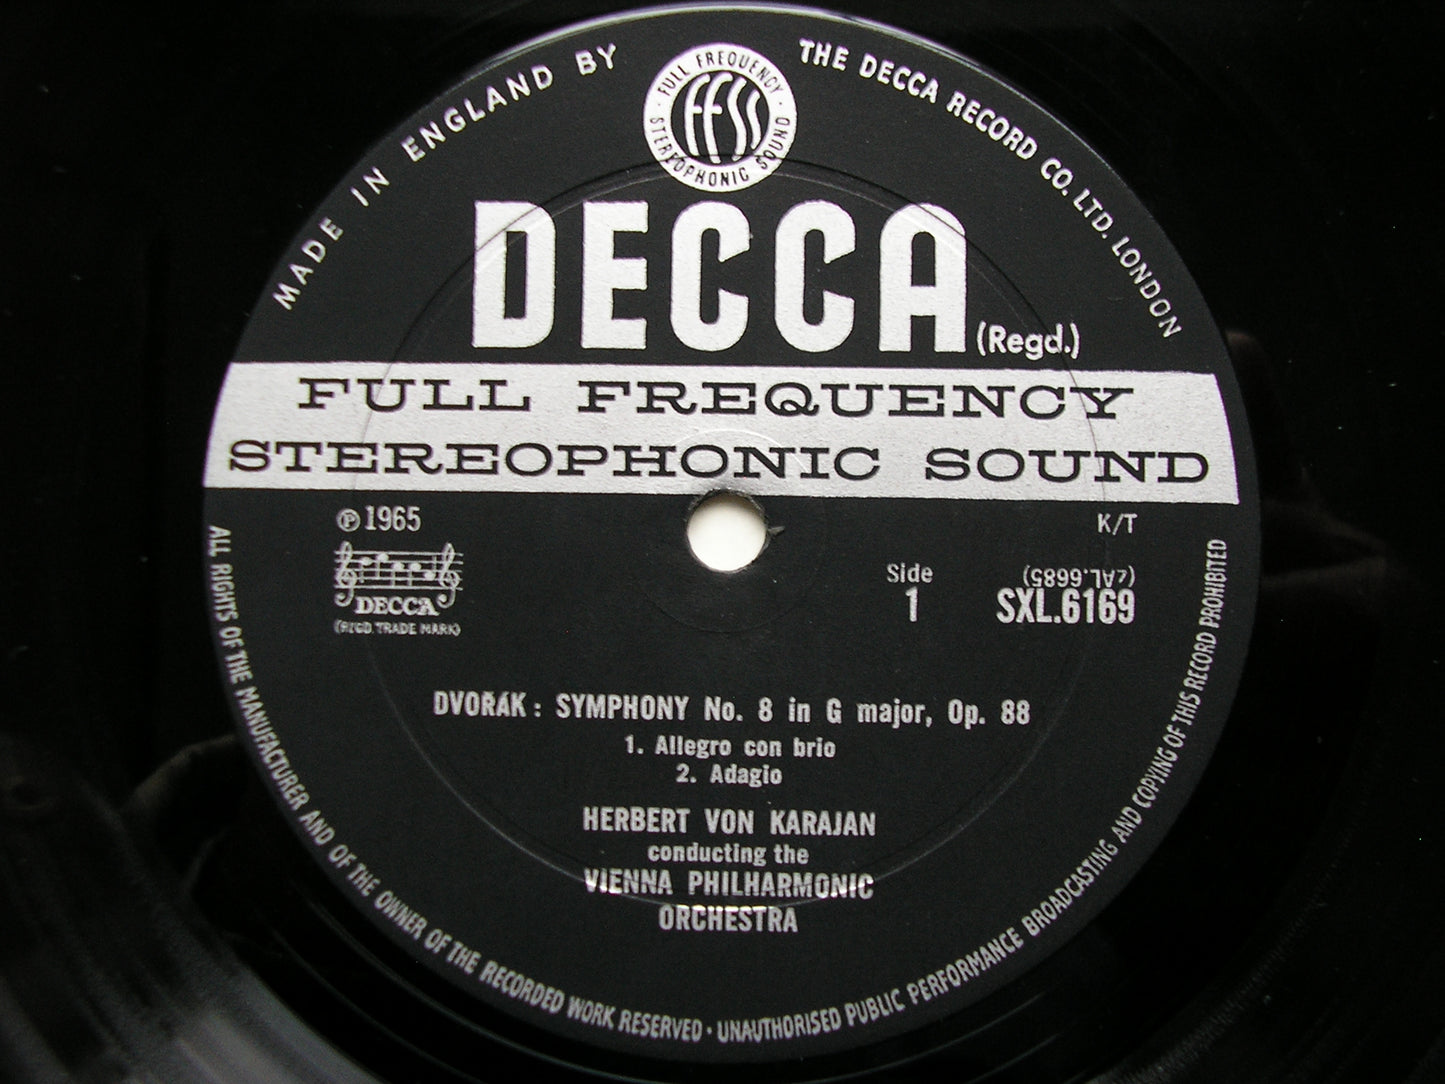 MADE IN ENGLAND BY
THE DECCA RECORD CO. LTD. LONDON
FULL FREQUENCY
FFSS
STEREOPHONIC SOUND
DECCA
(Regd.)
FULL FREQUENCY
STEREOPHONIC SOUND
℗ 1965
K/T
DECCA
(REGD. TRADE MARK)
Side
1
(ZAL.6685)
SXL.6169
DVOŘÁK : SYMPHONY No. 8 in G major, Op. 88
1. Allegro con brio
2. Adagio
HERBERT VON KARAJAN
conducting the
VIENNA PHILHARMONIC
ORCHESTRA
ALL RIGHTS OF THE MANUFACTURER AND OF THE OWNER OF THE RECORDED WORK RESERVED · UNAUTHORISED PUBLIC PERFORMANCE BROADCASTING AND COPYING OF THIS RECORD PROHIBITED